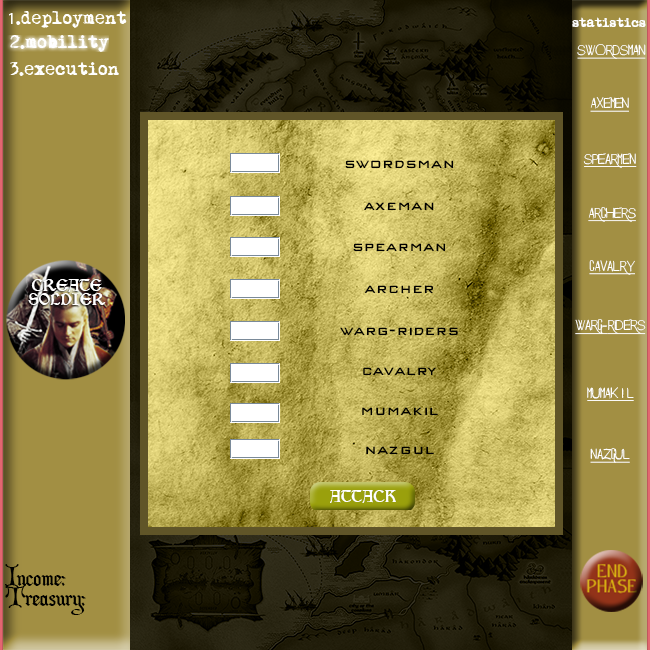 1.deployment
2.mobility
3.execution
CREATE
SOLDIER
Income:
Treasury:
SWORDSMAN
AXEMAN
SPEARMAN
ARCHER
WARG-RIDERS
CAVALRY
MUMAKIL
NAZGUL
ATTACK
statistics
SWORDSMAN
AXEMEN
SPEARMEN
ARCHERS
CAVALRY
WARG-RIDERS
MUMAKIL
NAZGUL
END
PHASE